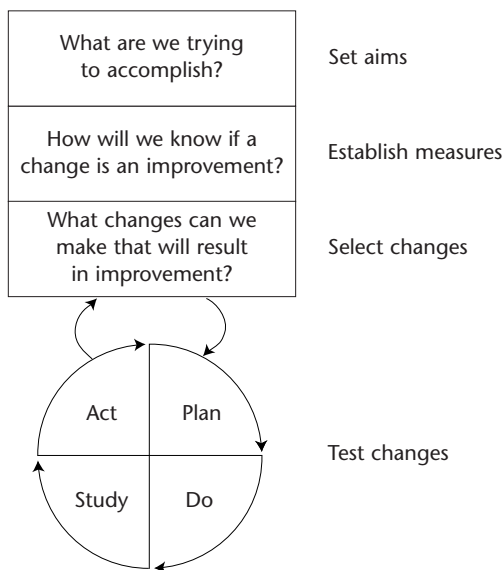 What are we trying
to accomplish?
Set aims
How will we know if a
change is an improvement?
Establish measures
What changes can we
make that will result
in improvement?
Select changes
Act
Plan
Study
Do
Test changes